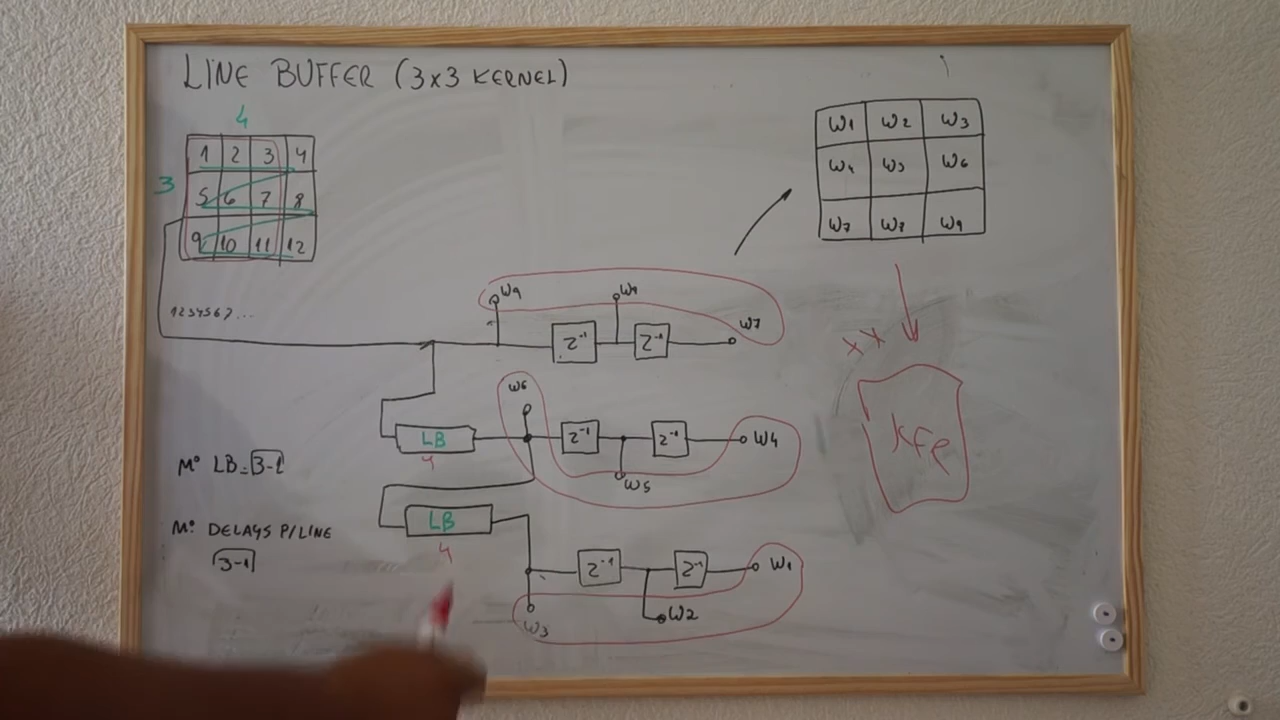 LINE BUFFER (3x3 KERNEL)
4
3
1 2 3 4
5 6 7 8
9 10 11 12
1234567...
W1 W2 W3
W4 W5 W6
W7 W8 W9
W9
W8
W7
Z⁻¹ Z⁻¹
W6
LB
4
Z⁻¹ Z⁻¹
W4
W5
Nº LB=3-1
LB
4
Nº DELAYS P/LINE
3-1
Z⁻¹ Z⁻¹
W1
W2
W3
x x